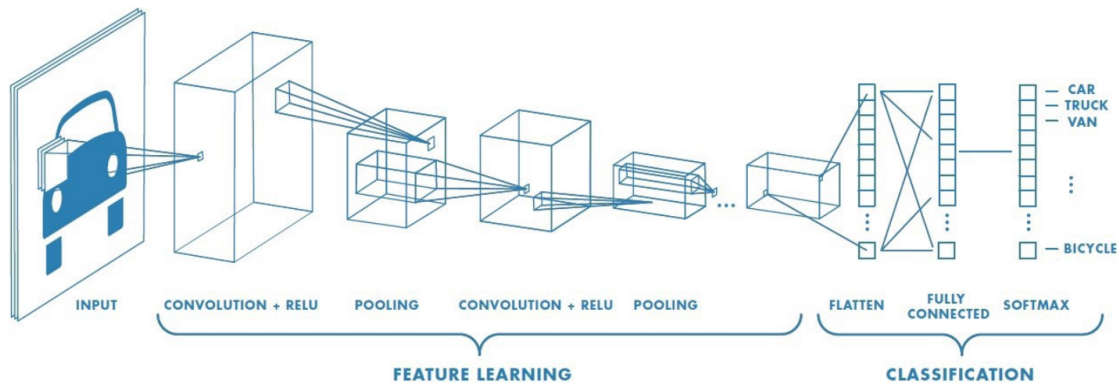 CAR
TRUCK
VAN
BICYCLE
INPUT
CONVOLUTION + RELU
POOLING
CONVOLUTION + RELU
POOLING
FLATTEN
FULLY
CONNECTED
SOFTMAX
FEATURE LEARNING
CLASSIFICATION